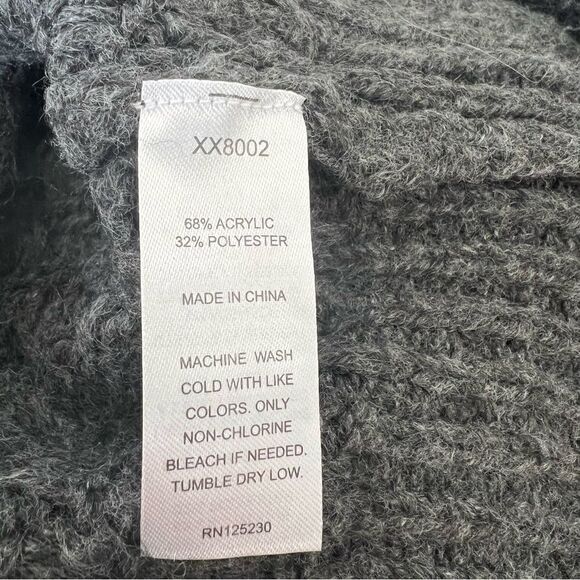 XX8002
68% ACRYLIC
32% POLYESTER
MADE IN CHINA
MACHINE WASH
COLD WITH LIKE
COLORS. ONLY
NON-CHLORINE
BLEACH IF NEEDED.
TUMBLE DRY LOW.
RN125230